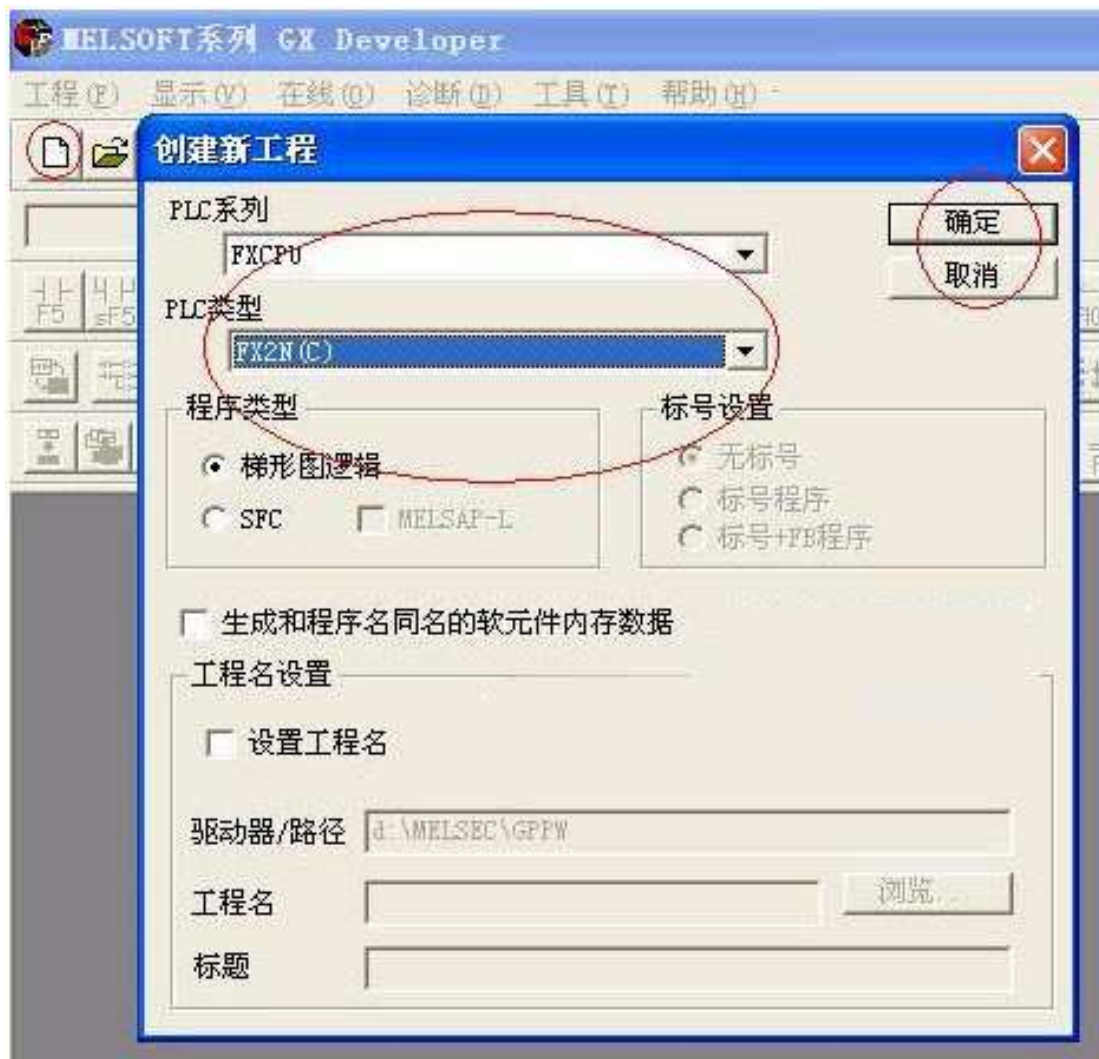 MELSOFT系列 GX Developer
工程(F) 显示(V) 在线(O) 诊断(D) 工具(T) 帮助(H)
创建新工程
PLC系列
确定
FXCPU
取消
PLC类型
F5 sF5
FX2N(C)
程序类型 标号设置
梯形图逻辑 无标号
标号程序
SFC MELSAP-L
标号+FB程序
生成和程序名同名的软元件内存数据
工程名设置
设置工程名
驱动器/路径 d:\MELSEC\GPPW
工程名 浏览...
标题